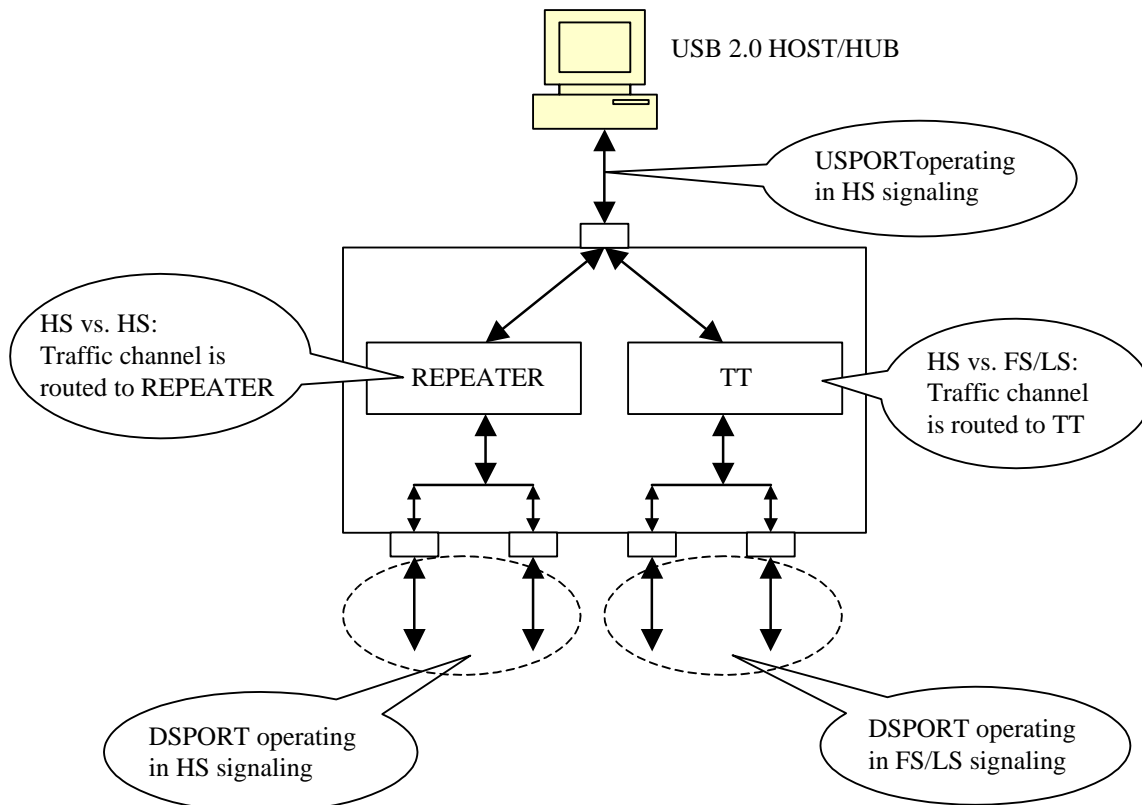 USB 2.0 HOST/HUB
USPORToperating
in HS signaling
HS vs. HS:
Traffic channel is
routed to REPEATER
REPEATER
TT
HS vs. FS/LS:
Traffic channel
is routed to TT
DSPORT operating
in HS signaling
DSPORT operating
in FS/LS signaling